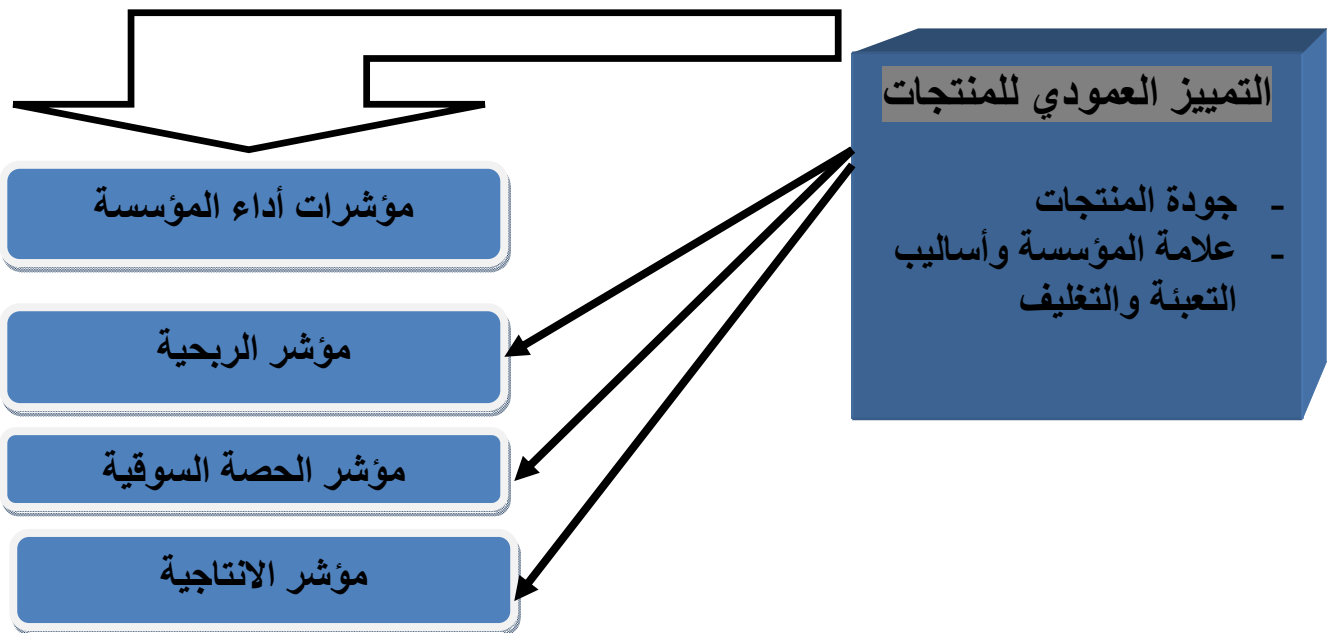 التمييز العمودي للمنتجات
- جودة المنتجات
- علامة المؤسسة وأساليب
التعبئة والتغليف
مؤشرات أداء المؤسسة
مؤشر الربحية
مؤشر الحصة السوقية
مؤشر الانتاجية